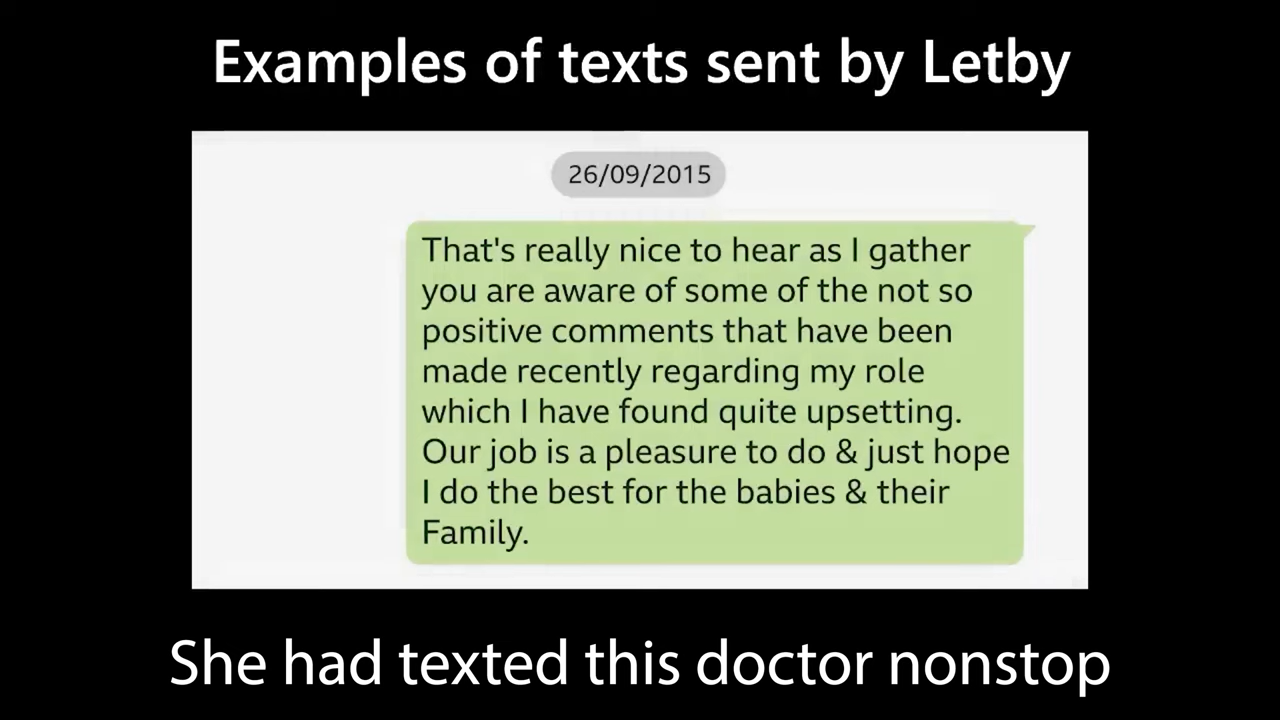 Examples of texts sent by Letby
26/09/2015
That's really nice to hear as I gather
you are aware of some of the not so
positive comments that have been
made recently regarding my role
which I have found quite upsetting.
Our job is a pleasure to do & just hope
I do the best for the babies & their
Family.
She had texted this doctor nonstop